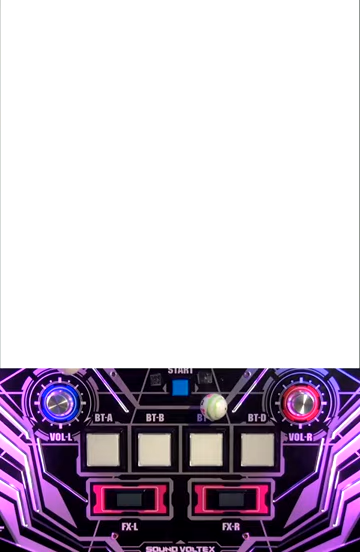 START
BT-A
BT-B
BT-D
VOL-L
VOL-R
FX-L
FX-R
SOUND VOLTEX